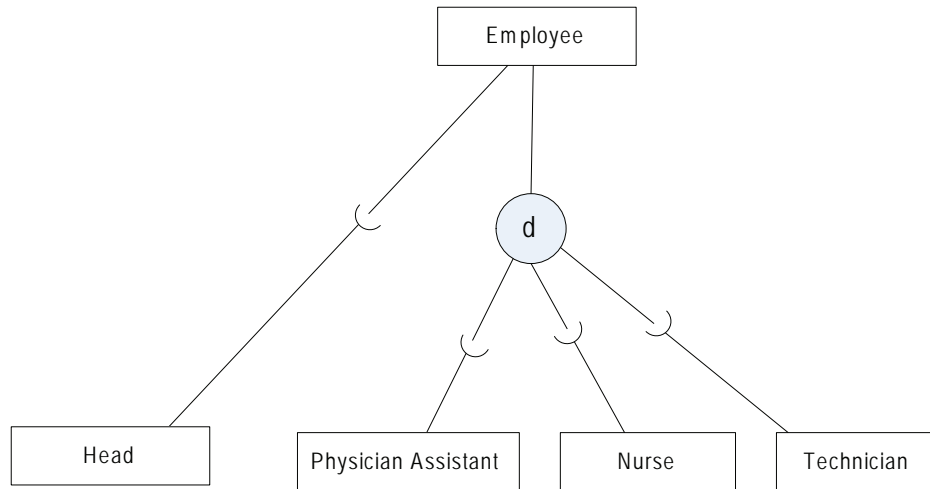 Employee
d
Head
Physician Assistant
Nurse
Technician